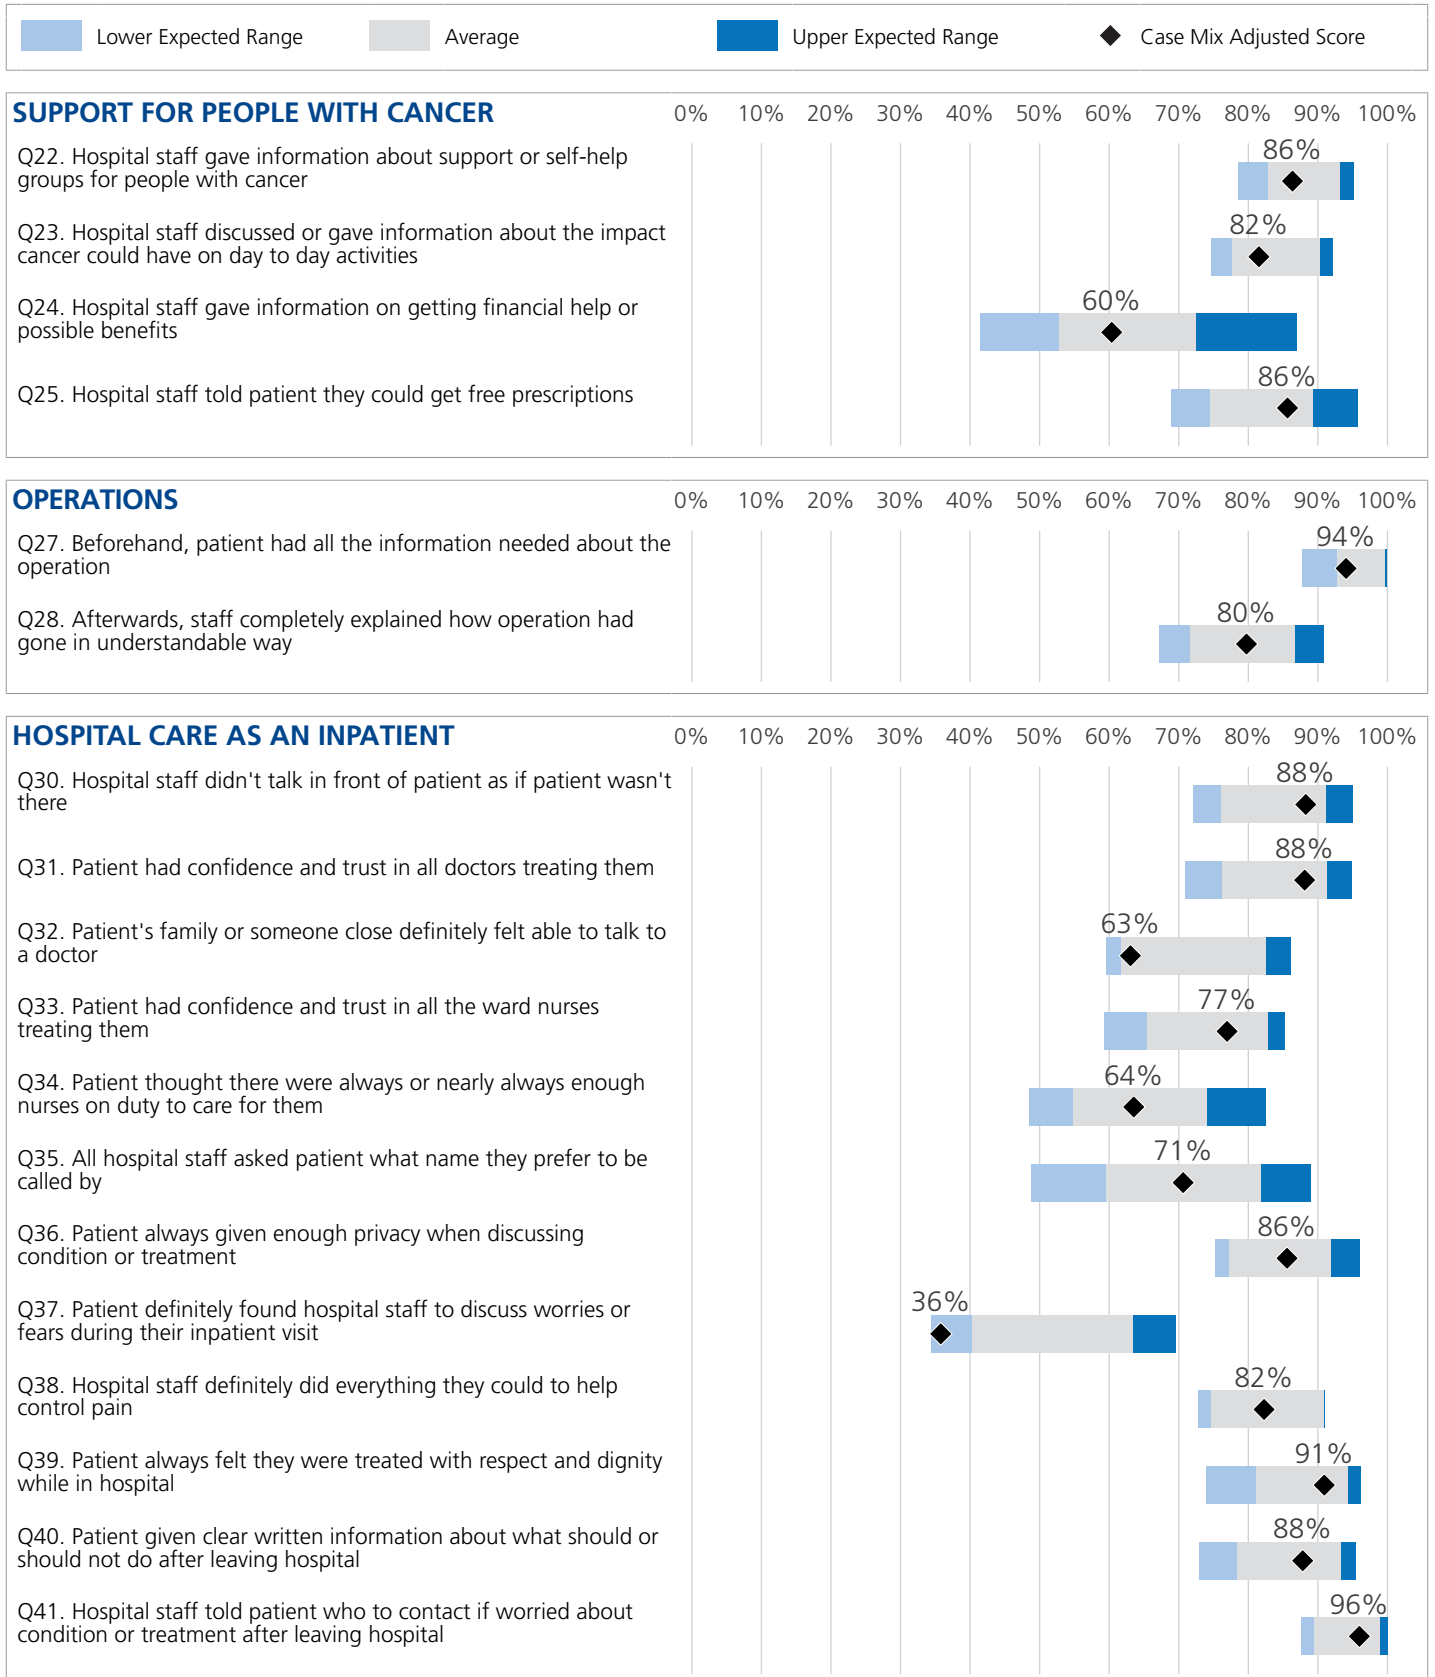 Lower Expected Range Average Upper Expected Range Case Mix Adjusted Score
SUPPORT FOR PEOPLE WITH CANCER 0% 10% 20% 30% 40% 50% 60% 70% 80% 90% 100%
Q22. Hospital staff gave information about support or self-help
groups for people with cancer
86%
Q23. Hospital staff discussed or gave information about the impact
cancer could have on day to day activities
82%
Q24. Hospital staff gave information on getting financial help or
possible benefits
60%
Q25. Hospital staff told patient they could get free prescriptions
86%
OPERATIONS 0% 10% 20% 30% 40% 50% 60% 70% 80% 90% 100%
Q27. Beforehand, patient had all the information needed about the
operation
94%
Q28. Afterwards, staff completely explained how operation had
gone in understandable way
80%
HOSPITAL CARE AS AN INPATIENT 0% 10% 20% 30% 40% 50% 60% 70% 80% 90% 100%
Q30. Hospital staff didn't talk in front of patient as if patient wasn't
there
88%
Q31. Patient had confidence and trust in all doctors treating them
88%
Q32. Patient's family or someone close definitely felt able to talk to
a doctor
63%
Q33. Patient had confidence and trust in all the ward nurses
treating them
77%
Q34. Patient thought there were always or nearly always enough
nurses on duty to care for them
64%
Q35. All hospital staff asked patient what name they prefer to be
called by
71%
Q36. Patient always given enough privacy when discussing
condition or treatment
86%
Q37. Patient definitely found hospital staff to discuss worries or
fears during their inpatient visit
36%
Q38. Hospital staff definitely did everything they could to help
control pain
82%
Q39. Patient always felt they were treated with respect and dignity
while in hospital
91%
Q40. Patient given clear written information about what should or
should not do after leaving hospital
88%
Q41. Hospital staff told patient who to contact if worried about
condition or treatment after leaving hospital
96%